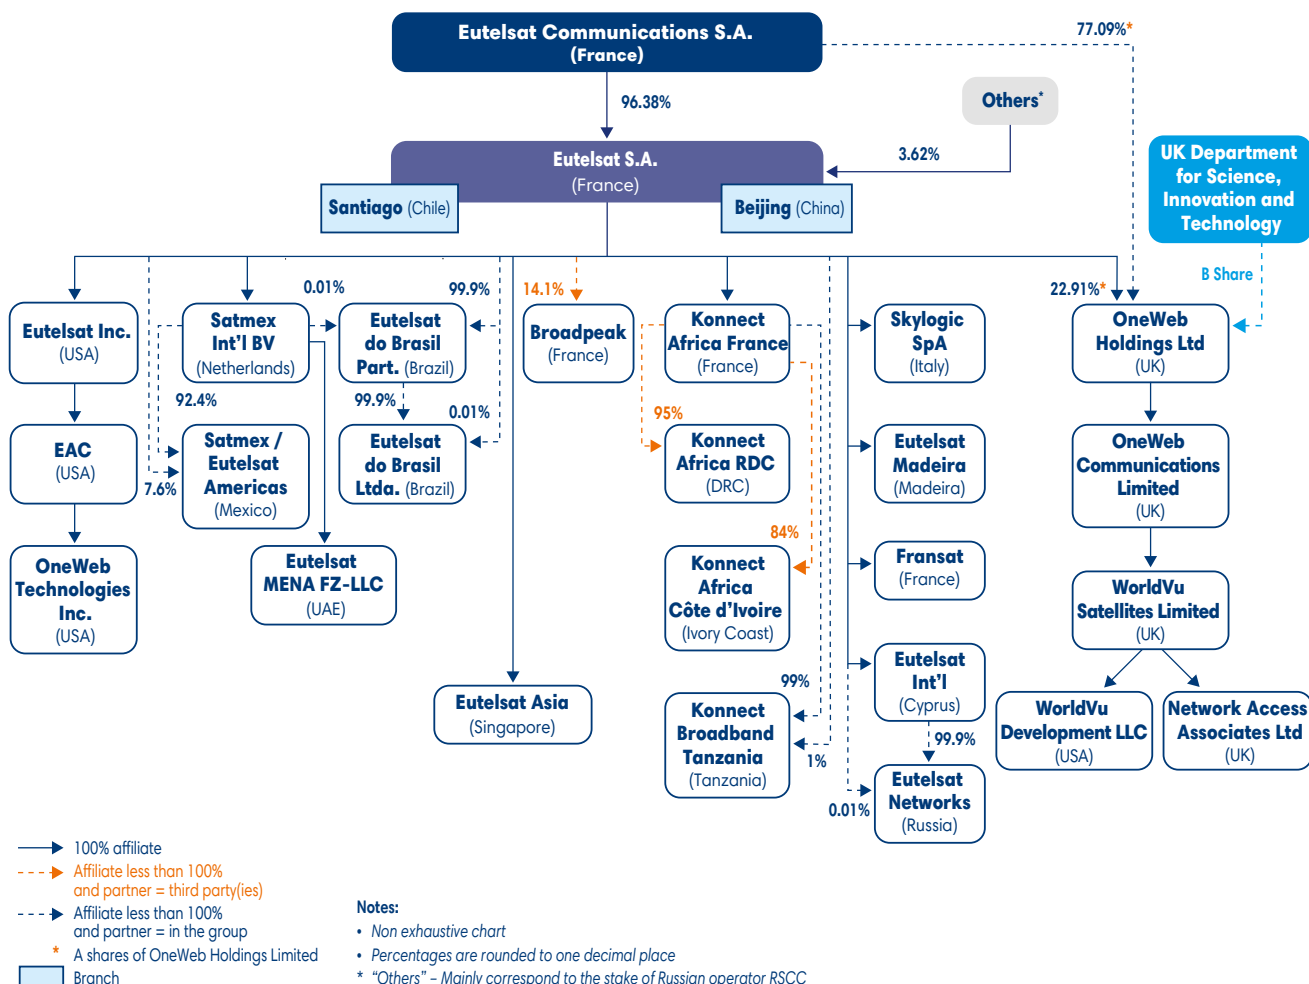 Eutelsat Communications S.A.
(France)
77.09%*
96.38%
Others*
Eutelsat S.A.
(France)
3.62%
Santiago (Chile)
Beijing (China)
UK Department
for Science,
Innovation and
Technology
B Share
0.01%
99.9%
14.1%
22.91%*
Eutelsat Inc.
(USA)
Satmex
Int'l BV
(Netherlands)
Eutelsat
do Brasil
Part. (Brazil)
Broadpeak
(France)
Konnect
Africa France
(France)
Skylogic
SpA
(Italy)
OneWeb
Holdings Ltd
(UK)
92.4%
99.9%
0.01%
95%
EAC
(USA)
Satmex /
Eutelsat
Americas
(Mexico)
7.6%
Eutelsat
do Brasil
Ltda. (Brazil)
Konnect
Africa RDC
(DRC)
Eutelsat
Madeira
(Madeira)
OneWeb
Communications
Limited
(UK)
84%
OneWeb
Technologies
Inc.
(USA)
Eutelsat
MENA FZ-LLC
(UAE)
Konnect
Africa
Côte d'Ivoire
(Ivory Coast)
Fransat
(France)
WorldVu
Satellites Limited
(UK)
Eutelsat Asia
(Singapore)
99%
Konnect
Broadband
Tanzania
(Tanzania)
1%
Eutelsat
Int'l
(Cyprus)
99.9%
0.01%
Eutelsat
Networks
(Russia)
WorldVu
Development LLC
(USA)
Network Access
Associates Ltd
(UK)
100% affiliate
Affiliate less than 100%
and partner = third party(ies)
Affiliate less than 100%
and partner = in the group
* A shares of OneWeb Holdings Limited
Branch
Notes:
• Non exhaustive chart
• Percentages are rounded to one decimal place
* "Others" – Mainly correspond to the stake of Russian operator RSCC